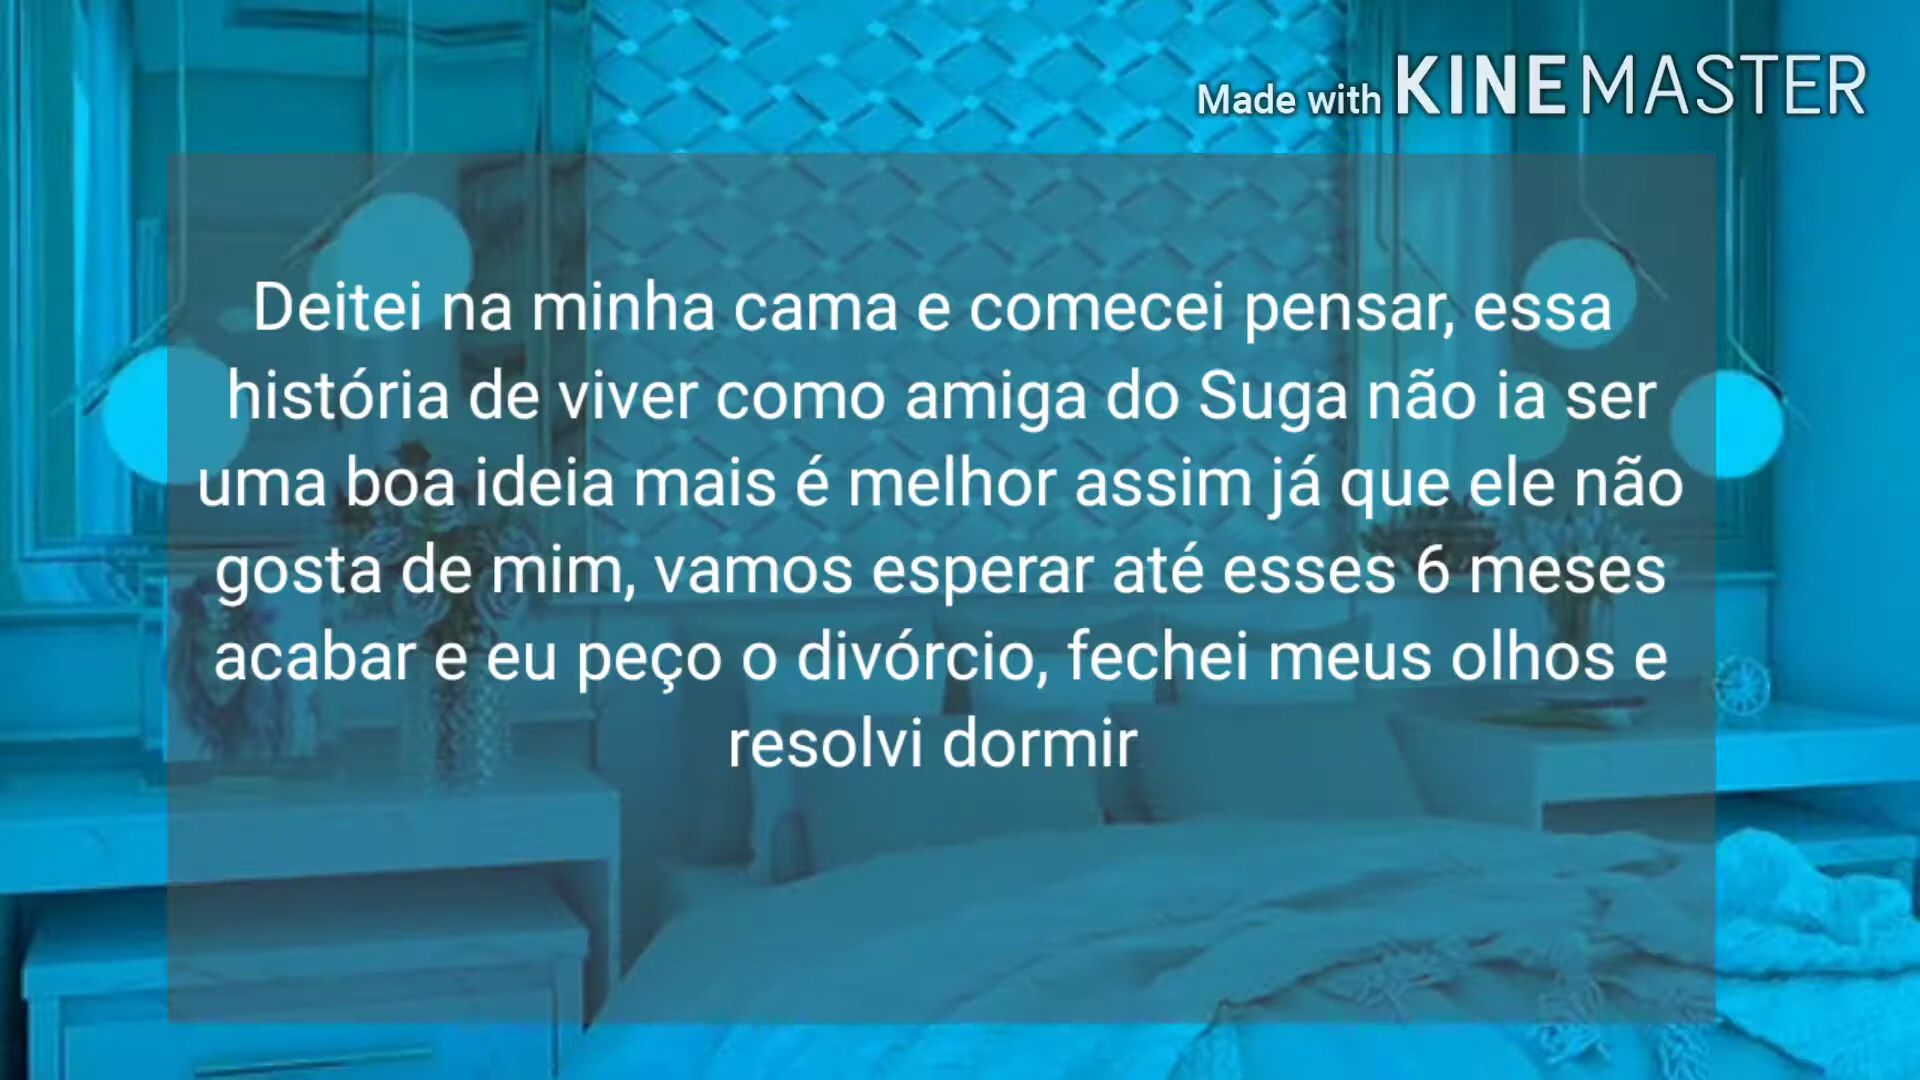 Made with KINEMASTER
Deitei na minha cama e comecei pensar, essa
história de viver como amiga do Suga não ia ser
uma boa ideia mais é melhor assim já que ele não
gosta de mim, vamos esperar até esses 6 meses
acabar e eu peço o divórcio, fechei meus olhos e
resolvi dormir